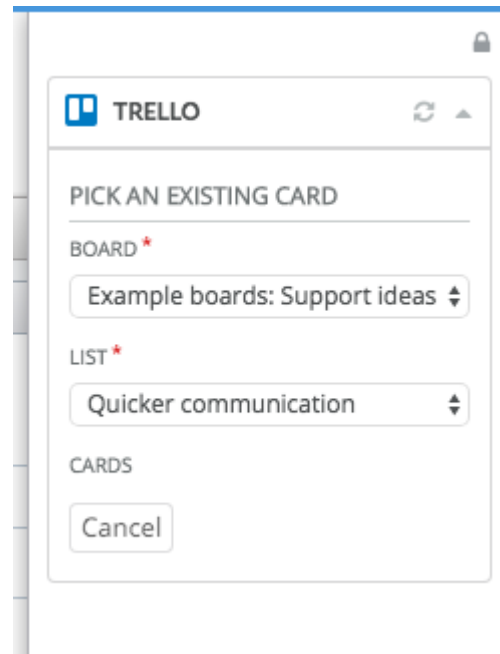 TRELLO
PICK AN EXISTING CARD
BOARD *
Example boards: Support ideas
LIST *
Quicker communication
CARDS
Cancel